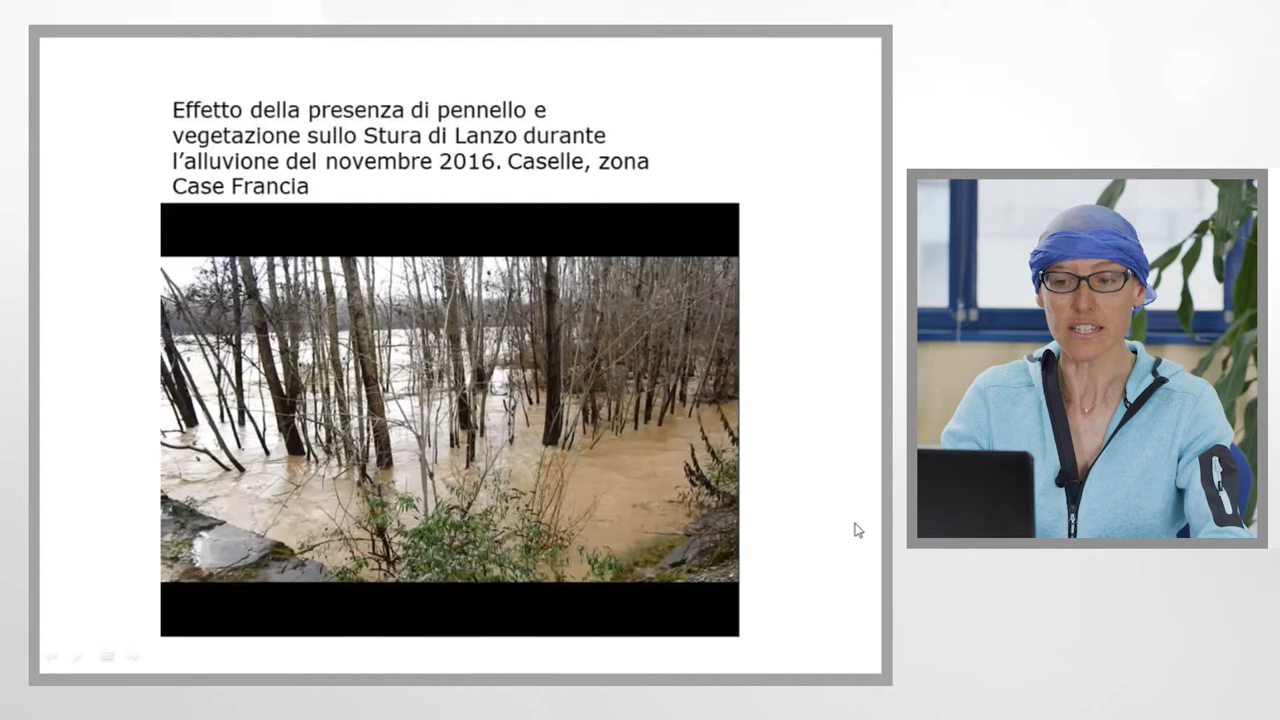 Effetto della presenza di pennello e
vegetazione sullo Stura di Lanzo durante
l’alluvione del novembre 2016. Caselle, zona
Case Francia